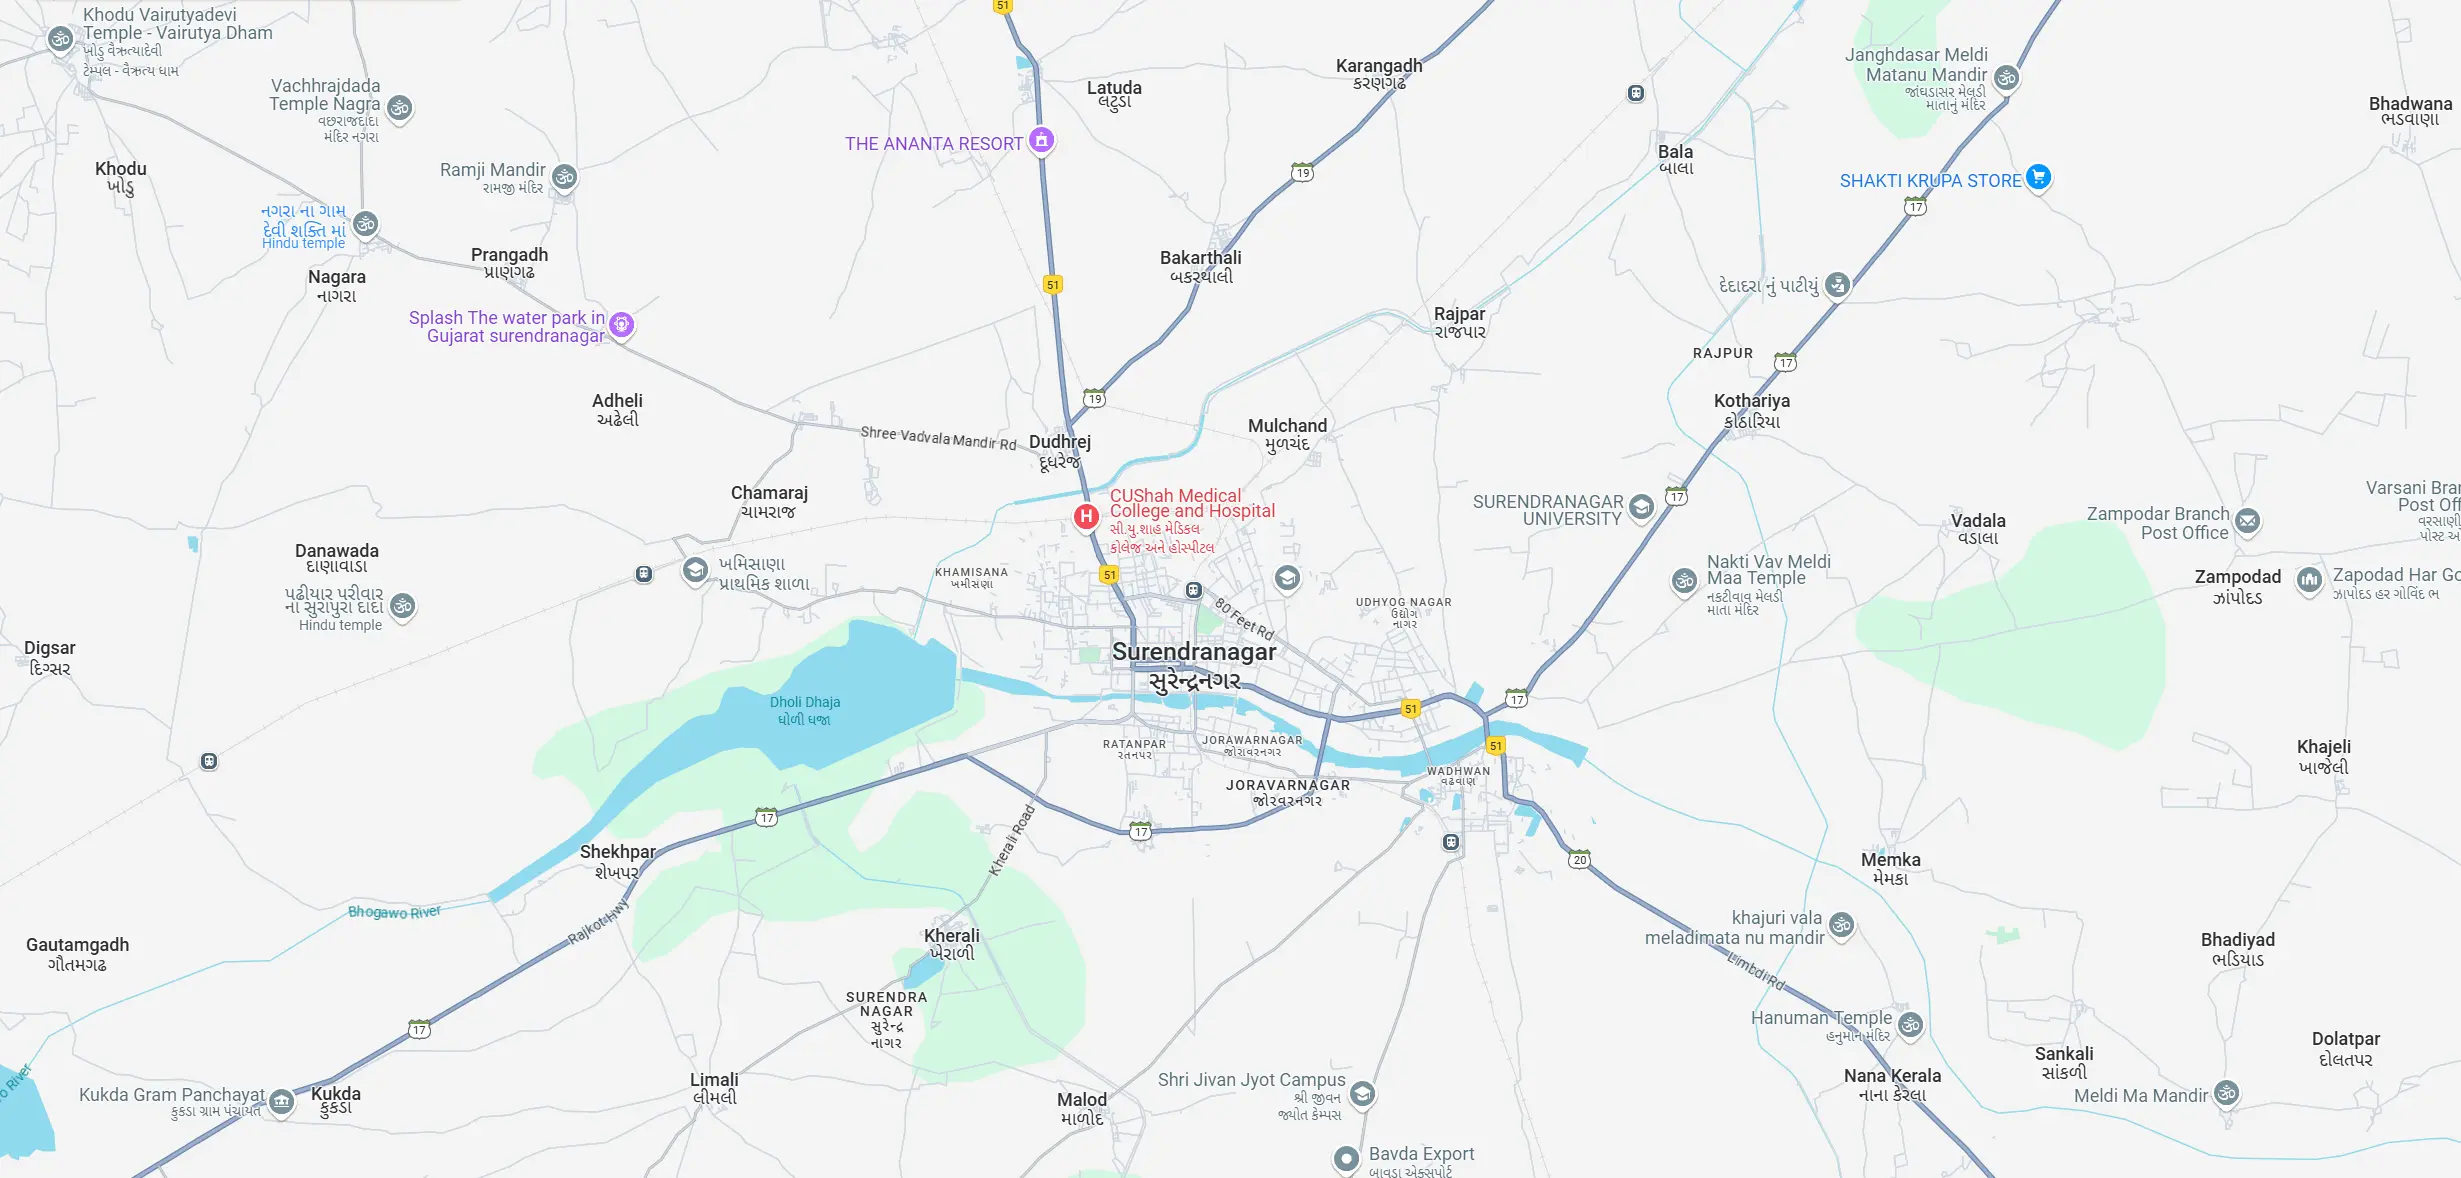 Khodu Vairutyadevi
Temple - Vairutya Dham
ખોડુ વૈઋત્યાદેવી
ટેમ્પલ - વૈઋત્ય ધામ
51
Vachhrajdada
Temple Nagra
વછરાજદાદા
મંદિર નગરા
Latuda
લટુડા
Karangadh
કરણગઢ
Janghdasar Meldi
Matanu Mandir
જાંઘડાસર મેલડી
માતાનું મંદિર
Bhadwana
ભડવાણા
THE ANANTA RESORT
Khodu
ખોડુ
Ramji Mandir
રામજી મંદિર
19
Bala
બાલા
SHAKTI KRUPA STORE
17
નગરા ના ગામ
દેવી શક્તિ માં
Hindu temple
Prangadh
પ્રાણગઢ
Nagara
નાગરા
Bakarthali
બકરથાલી
51
દેદાદરા નું પાટીયું
Splash The water park in
Gujarat surendranagar
Rajpar
રાજપાર
RAJPUR
17
Adheli
અઢેલી
19
Kothariya
કોઠારિયા
Shree Vadvala Mandir Rd
Dudhrej
દૂધરેજ
Mulchand
મુળચંદ
Chamaraj
ચામરાજ
CUShah Medical
College and Hospital
સી.યુ.શાહ મેડિકલ
કોલેજ અને હોસ્પીટલ
H
SURENDRANAGAR
UNIVERSITY
17
Vadala
વડાલા
Zampodar Branch
Post Office
Varsani Bran
Post Off
વરસાણી
પોસ્ટ ઓ
Danawada
દાણાવાડા
ખમિસાણા
પ્રાથમિક શાળા
KHAMISANA
ખમીસણા
51
80 Feet Rd
UDHYOG NAGAR
ઉદ્યોગ
નાગર
Nakti Vav Meldi
Maa Temple
નકટીવાવ મેલડી
માતા મંદિર
Zampodad
ઝાંપોદડ
Zapodad Har Go
ઝાપોદડ હર ગોવિંદ ભ
પઢીયાર પરીવાર
ના સુરાપુરા દાદા
Hindu temple
Digsar
દિગ્સર
Surendranagar
સુરેન્દ્રનગર
Dholi Dhaja
ધોળી ધજા
51
17
RATANPAR
રતનપર
JORAWARNAGAR
જોરાવરનગર
51
WADHWAN
વઢવાણ
Khajeli
ખાજેલી
JORAVARNAGAR
જોરવરનગર
17
17
Kherali Road
Shekhpar
શેખપર
20
Memka
મેમકા
Bhogawo River
Rajkot Hwy
Kherali
ખેરાળી
khajuri vala
meladimata nu mandir
Limbdi Rd
Bhadiyad
ભડિયાડ
Gautamgadh
ગૌતમગઢ
SURENDRA
NAGAR
સુરેન્દ્ર
નાગર
17
Hanuman Temple
હનુમાન મંદિર
Sankali
સાંકળી
Dolatpar
દોલતપર
o River
Kukda Gram Panchayat
કુકડા ગ્રામ પંચાયત
Kukda
કુકડા
Limali
લીમલી
Malod
માળોદ
Shri Jivan Jyot Campus
શ્રી જીવન
જ્યોત કેમ્પસ
Nana Kerala
નાના કેરલા
Meldi Ma Mandir
Bavda Export
બાવડા એક્સપોર્ટ